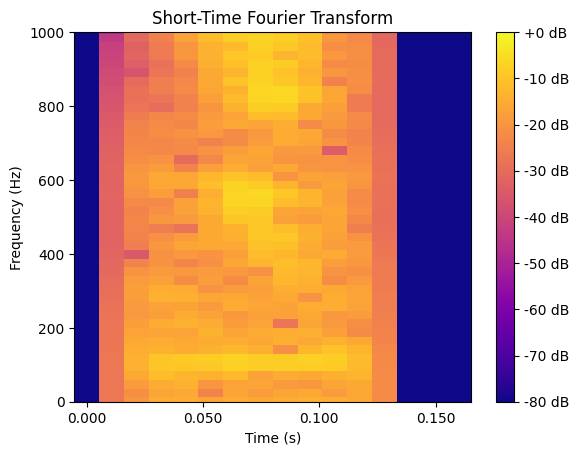 Short-Time Fourier Transform
Frequency (Hz)
1000
800
600
400
200
0
0.000
0.050
0.100
0.150
Time (s)
+0 dB
-10 dB
-20 dB
-30 dB
-40 dB
-50 dB
-60 dB
-70 dB
-80 dB